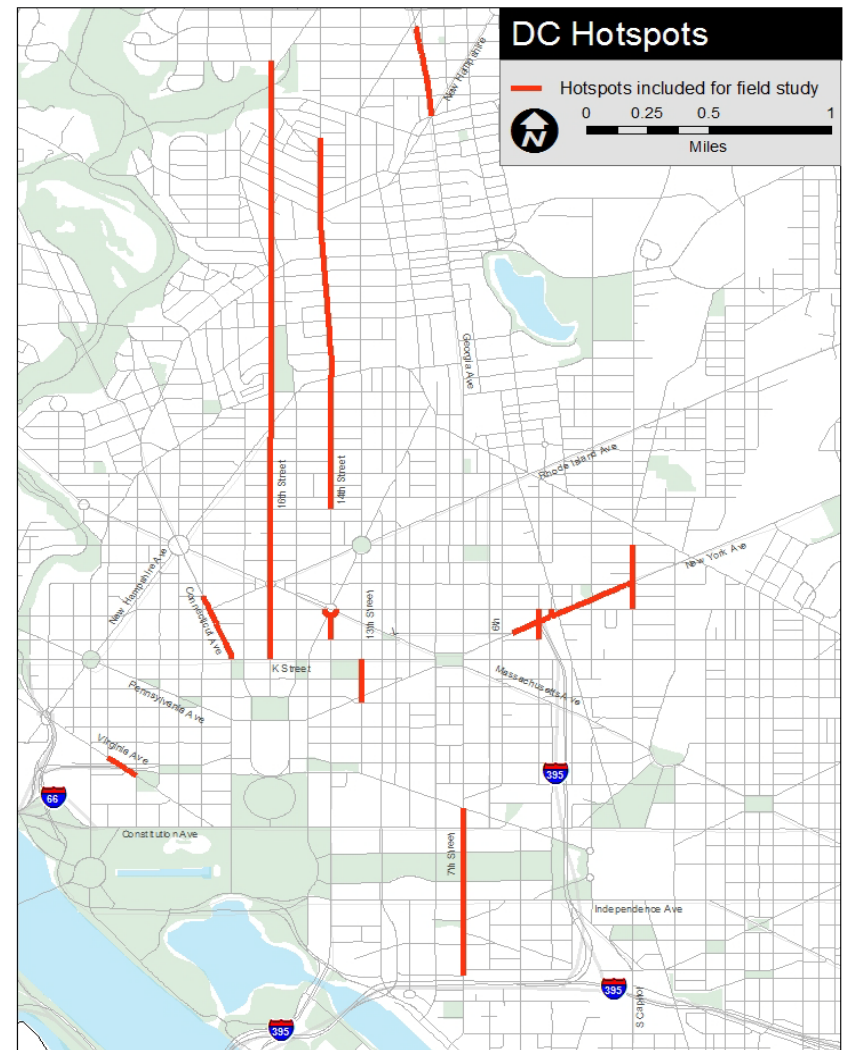 DC Hotspots
Hotspots included for field study
N
0 0.25 0.5 1
Miles
New Hampshire
Georgia Ave
Rhode Island Ave
16th Street
14th Street
New York Ave
New Hampshire Ave
Connecticut Ave
13th Street
6th
K Street
Massachusetts Ave
Pennsylvania Ave
Virginia Ave
66
395
Constitution Ave
7th Street
Independence Ave
395
S Capitol
395